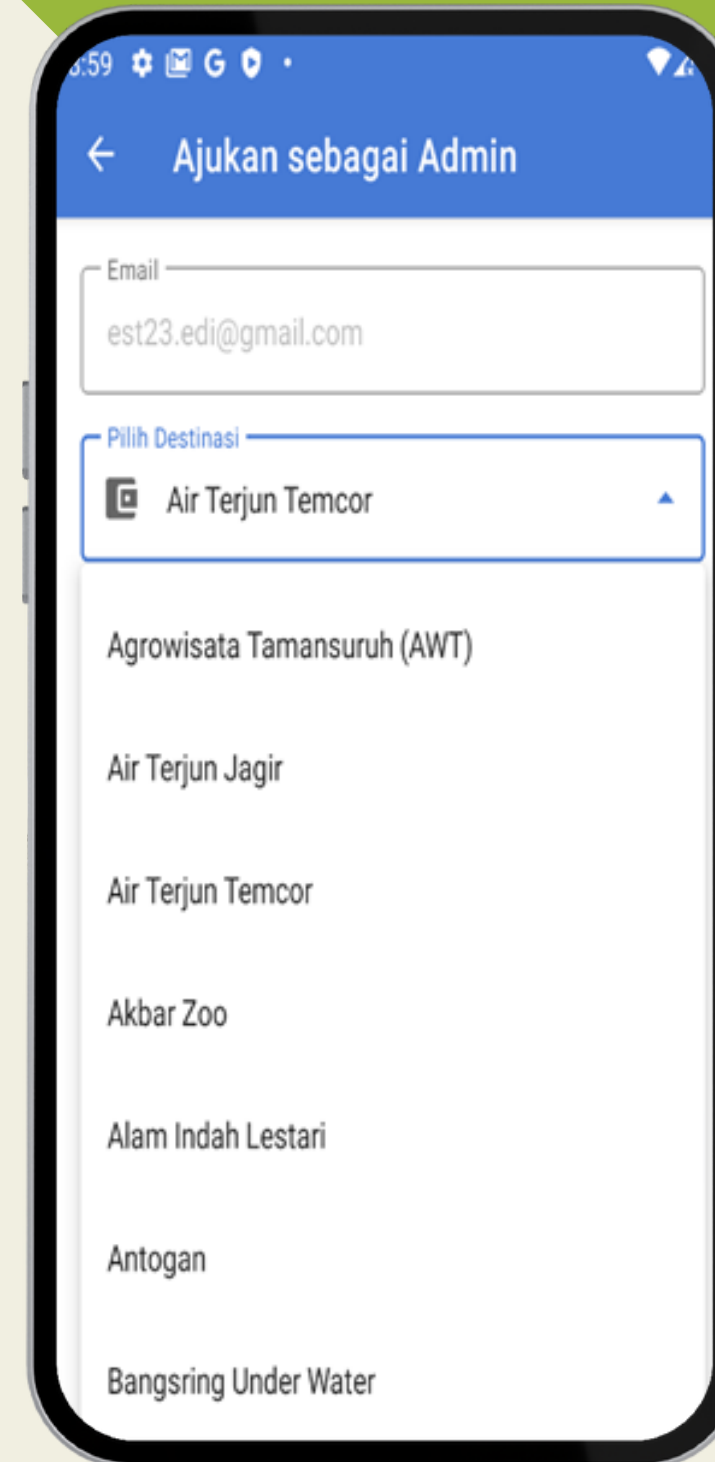 :59 G
Ajukan sebagai Admin
Email
est23.edi@gmail.com
Pilih Destinasi
Air Terjun Temcor
Agrowisata Tamansuruh (AWT)
Air Terjun Jagir
Air Terjun Temcor
Akbar Zoo
Alam Indah Lestari
Antogan
Bangsring Under Water